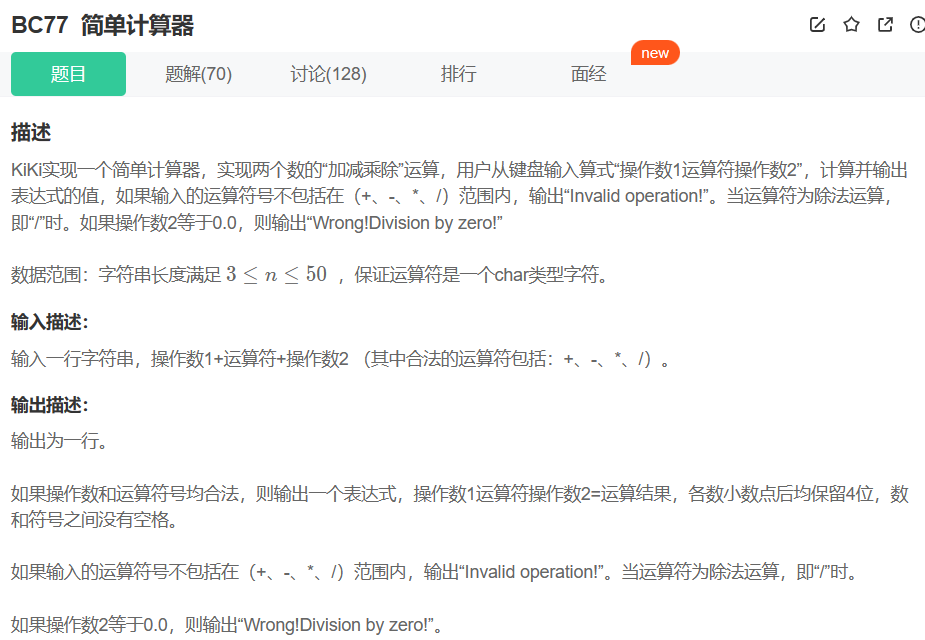 BC77 简单计算器
题目 题解(70) 讨论(128) 排行 面经 new
描述
KiKi实现一个简单计算器，实现两个数的“加减乘除”运算，用户从键盘输入算式“操作数1运算符操作数2”，计算并输出
表达式的值，如果输入的运算符号不包括在（+、-、*、/）范围内，输出“Invalid operation!”。当运算符为除法运算，
即“/”时。如果操作数2等于0.0，则输出“Wrong!Division by zero!”
数据范围：字符串长度满足 3 ≤ n ≤ 50 ，保证运算符是一个char类型字符。
输入描述：
输入一行字符串，操作数1+运算符+操作数2 （其中合法的运算符包括：+、-、*、/）。
输出描述：
输出为一行。
如果操作数和运算符号均合法，则输出一个表达式，操作数1运算符操作数2=运算结果，各数小数点后均保留4位，数
和符号之间没有空格。
如果输入的运算符号不包括在（+、-、*、/）范围内，输出“Invalid operation!”。当运算符为除法运算，即“/”时。
如果操作数2等于0.0，则输出“Wrong!Division by zero!”。